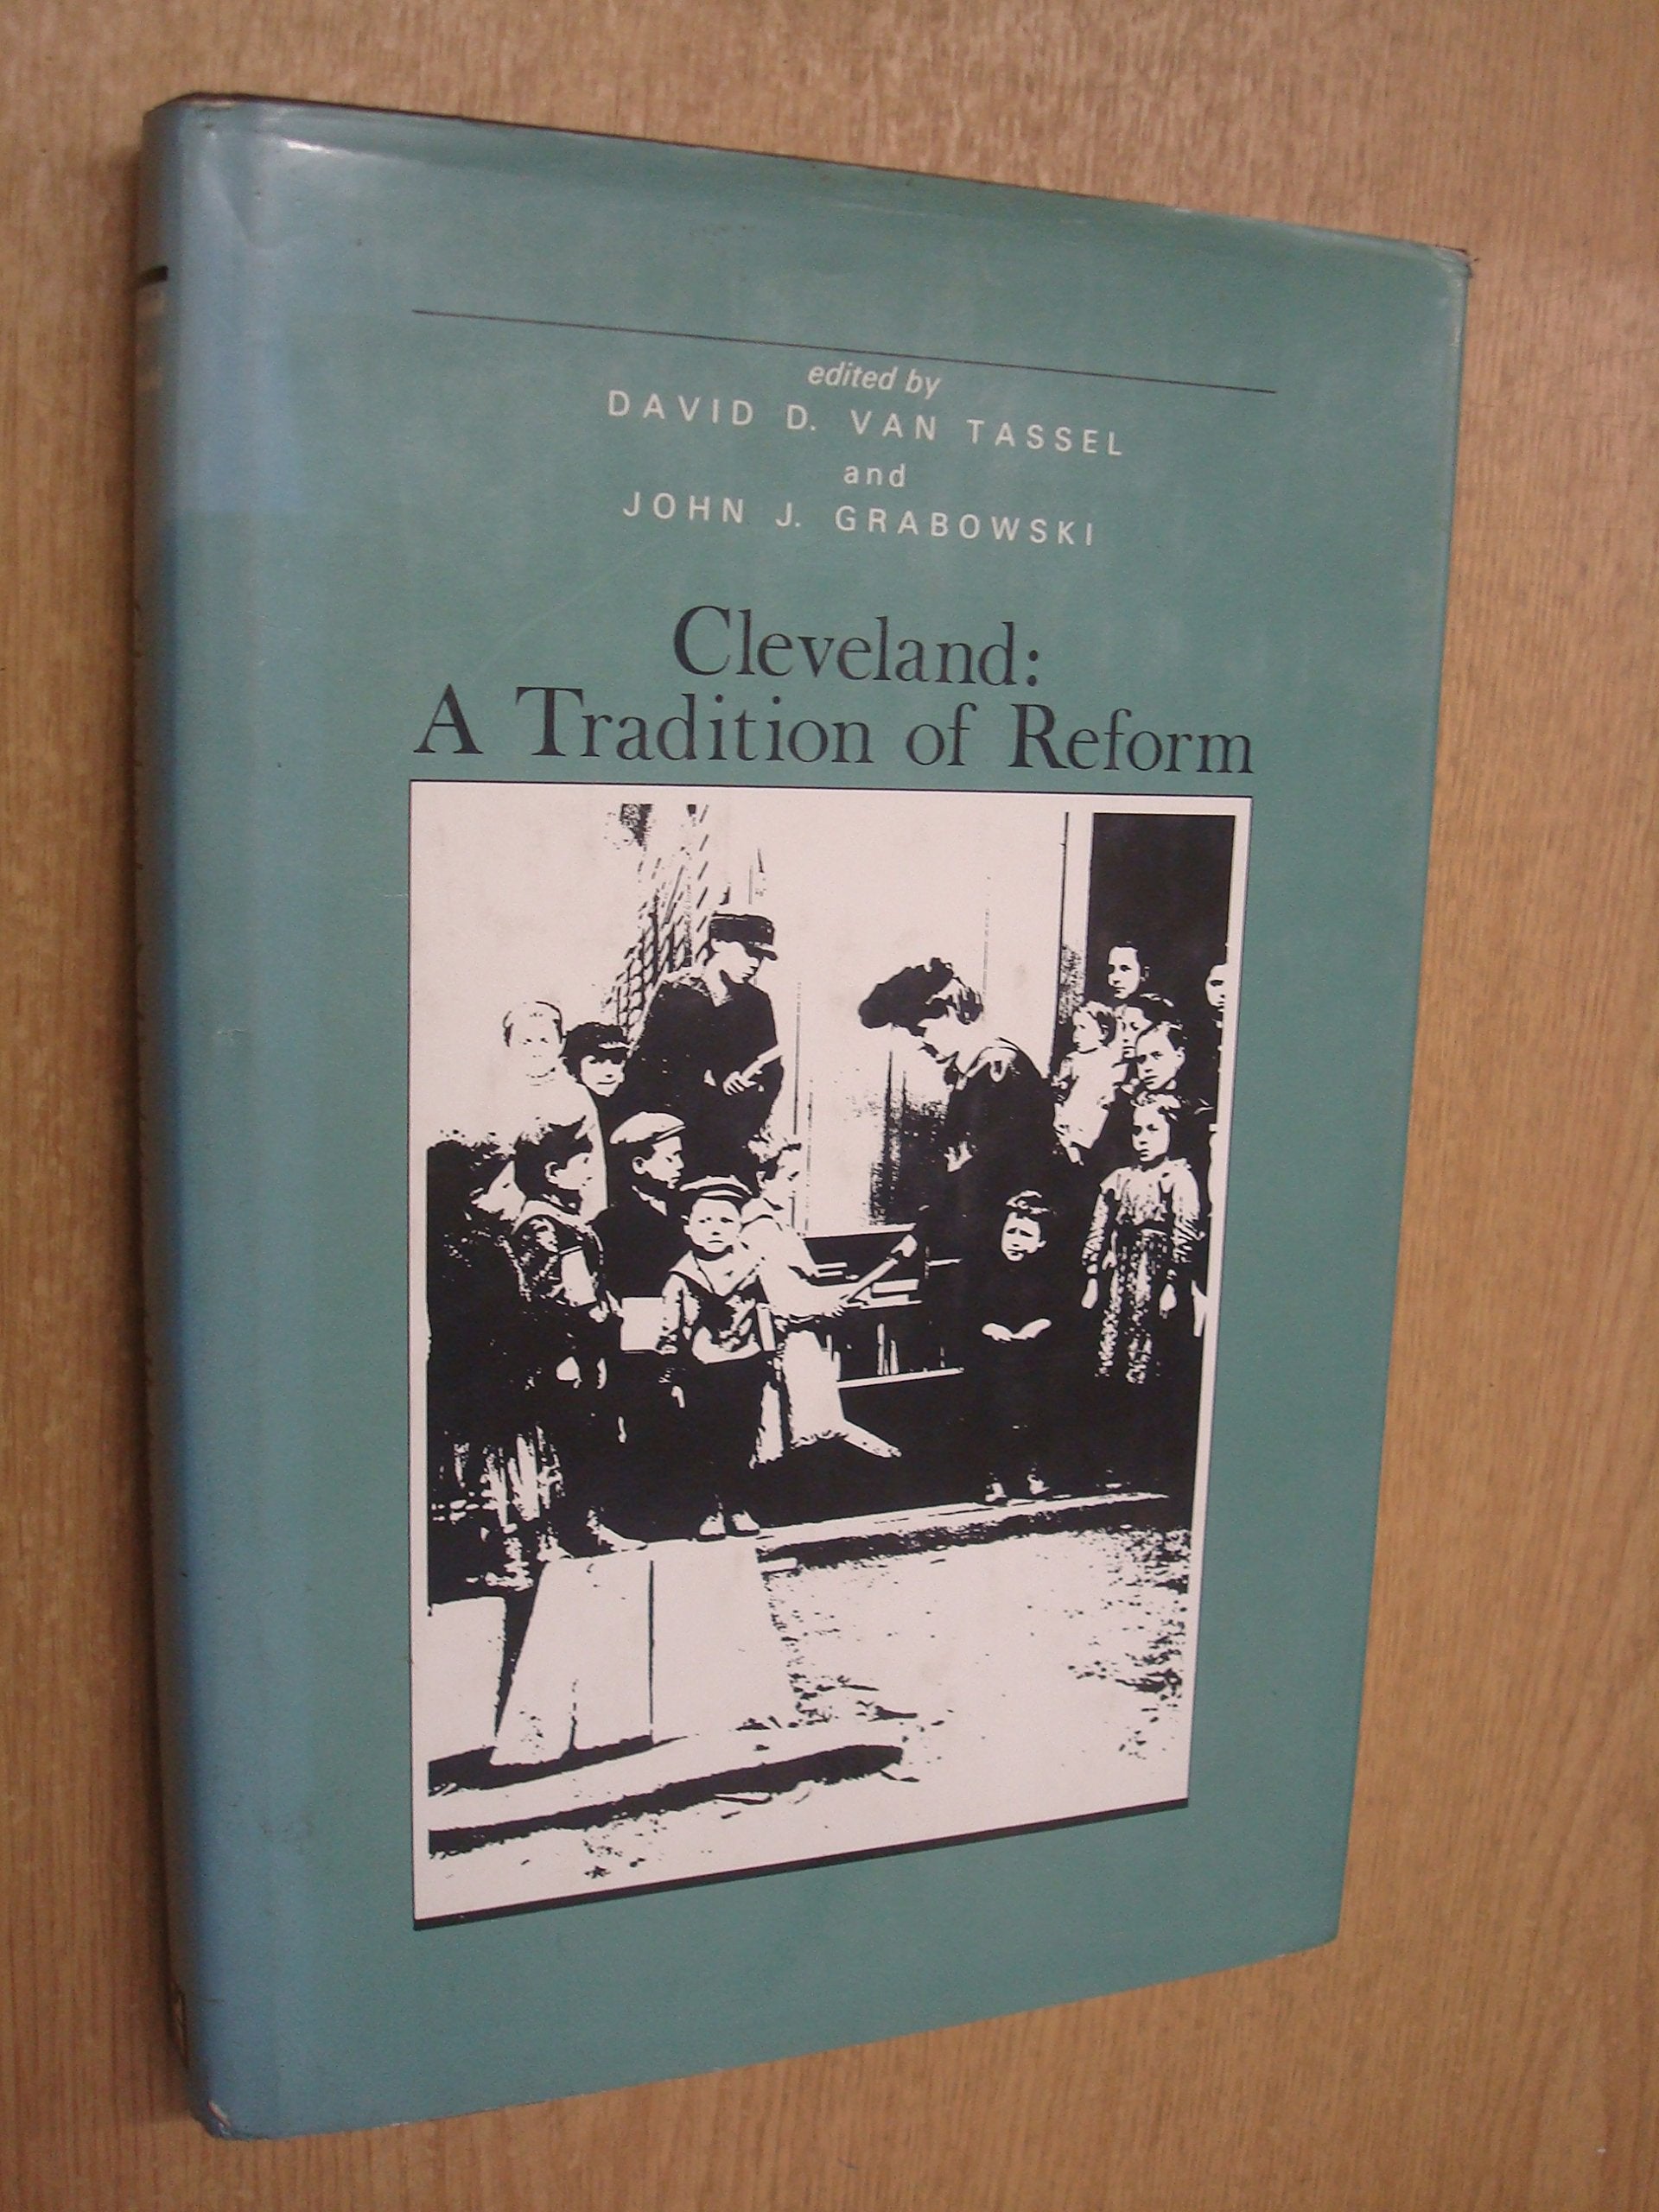 edited by
DAVID D. VAN TASSEL
and
JOHN J. GRABOWSKI
Cleveland:
A Tradition of Reform